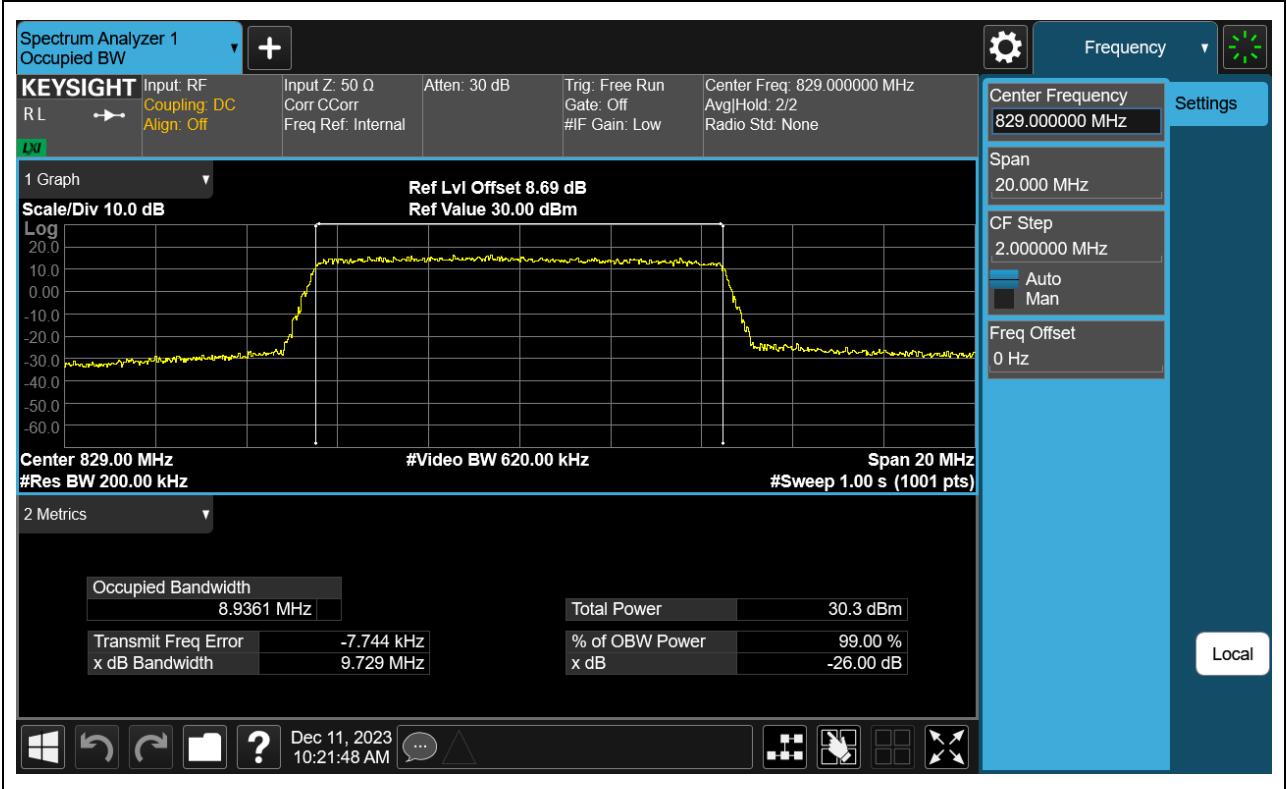 Spectrum Analyzer 1
Occupied BW
+
Frequency
KEYSIGHT
R L
LXI
Input: RF
Coupling: DC
Align: Off
Input Z: 50 Ω
Corr CCorr
Freq Ref: Internal
Atten: 30 dB
Trig: Free Run
Gate: Off
#IF Gain: Low
Center Freq: 829.000000 MHz
Avg|Hold: 2/2
Radio Std: None
Center Frequency
829.000000 MHz
Settings
Span
20.000 MHz
CF Step
2.000000 MHz
Auto
Man
Freq Offset
0 Hz
Local
1 Graph
Scale/Div 10.0 dB
Ref Lvl Offset 8.69 dB
Ref Value 30.00 dBm
Log
20.0
10.0
0.00
-10.0
-20.0
-30.0
-40.0
-50.0
-60.0
Center 829.00 MHz
#Video BW 620.00 kHz
Span 20 MHz
#Res BW 200.00 kHz
#Sweep 1.00 s (1001 pts)
2 Metrics
Occupied Bandwidth
8.9361 MHz
Total Power 30.3 dBm
Transmit Freq Error -7.744 kHz
% of OBW Power 99.00 %
x dB Bandwidth 9.729 MHz
x dB -26.00 dB
?
Dec 11, 2023
10:21:48 AM